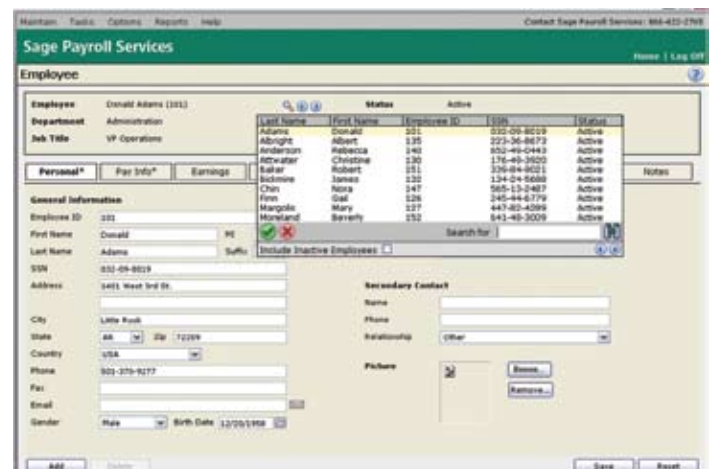 Maintain Tasks Options Reports Help Contact Sage Payroll Services: 866-422-2765
Sage Payroll Services
Home | Log Off
Employee
Employee Donald Adams (101) Status Active
Department Administration
Job Title VP Operations
Last Name First Name Employee ID SSN Status
Adams Donald 101 032-09-8019 Active
Albright Albert 135 223-36-8673 Active
Anderson Rebecca 140 652-49-0443 Active
Attwater Christine 130 176-49-3920 Active
Baker Robert 151 336-84-9021 Active
Bickmire James 132 134-24-5688 Active
Chin Nora 147 565-13-2487 Active
Finn Gail 126 245-44-6779 Active
Margolis Mary 127 447-82-4399 Active
Moreland Beverly 152 641-48-3009 Active
Search for
Include Inactive Employees
Personal* Pay Info* Earnings Notes
General Information
Employee ID 101
First Name Donald MI
Last Name Adams Suffix
SSN 032-09-8019
Address 1401 West 3rd St. Secondary Contact
Name
City Little Rock Phone
State AR Zip 72209 Relationship Other
Country USA
Phone 501-370-9277 Picture Browse...
Fax Remove...
Email
Gender Male Birth Date 12/20/1958
Add Delete Save Reset